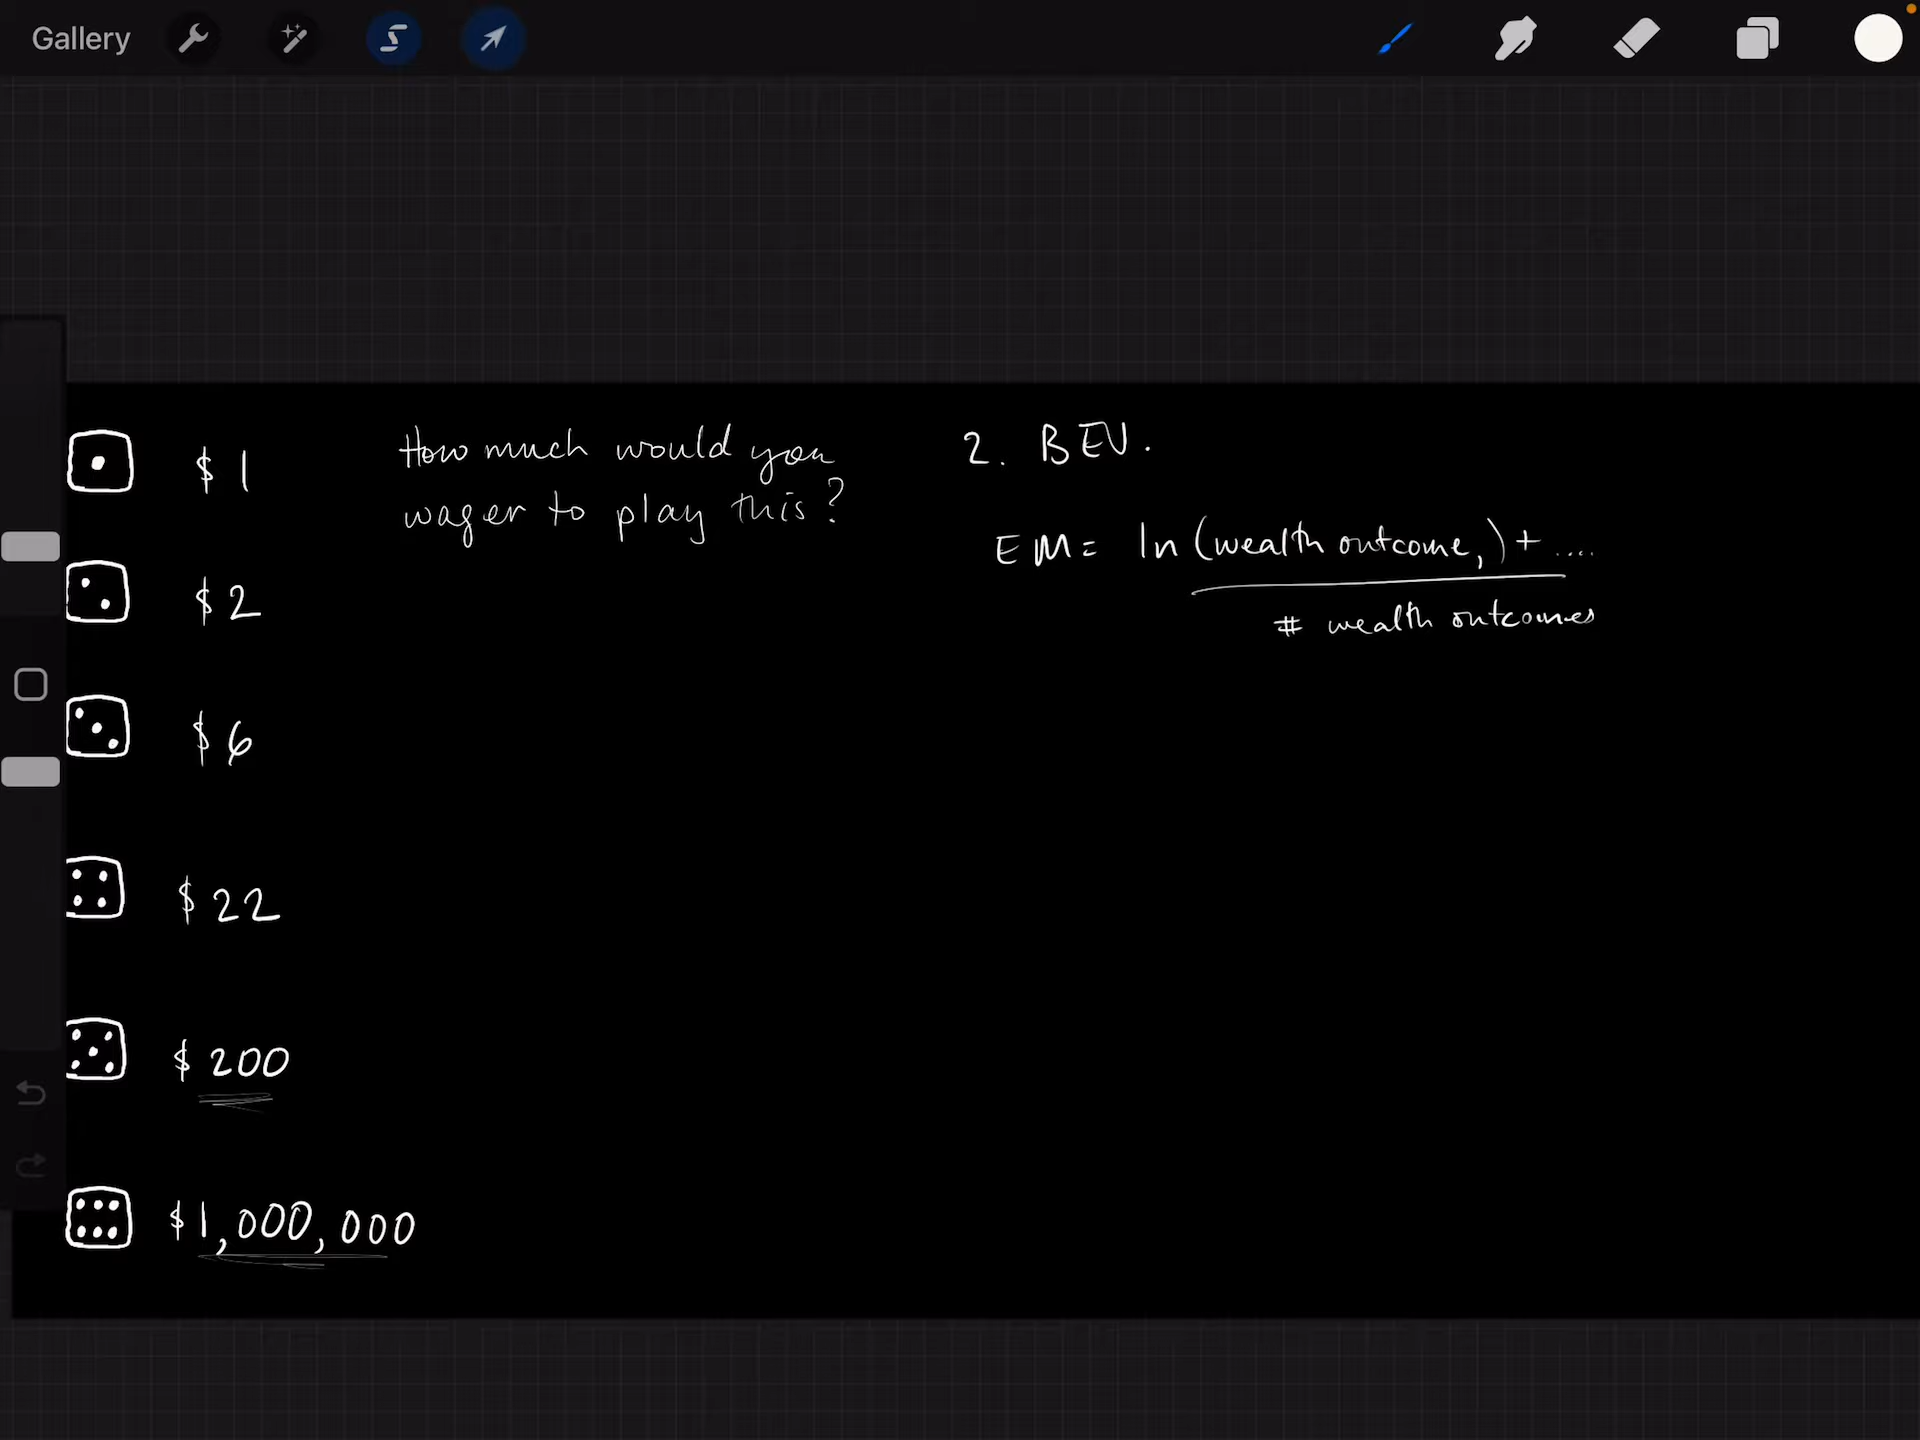 Gallery
$ 1
$ 2
$ 6
$ 22
$ 200
$ 1,000,000
How much would you
wager to play this?
2. BEV.
EM = ln (wealth outcome,) + ....
# wealth outcomes